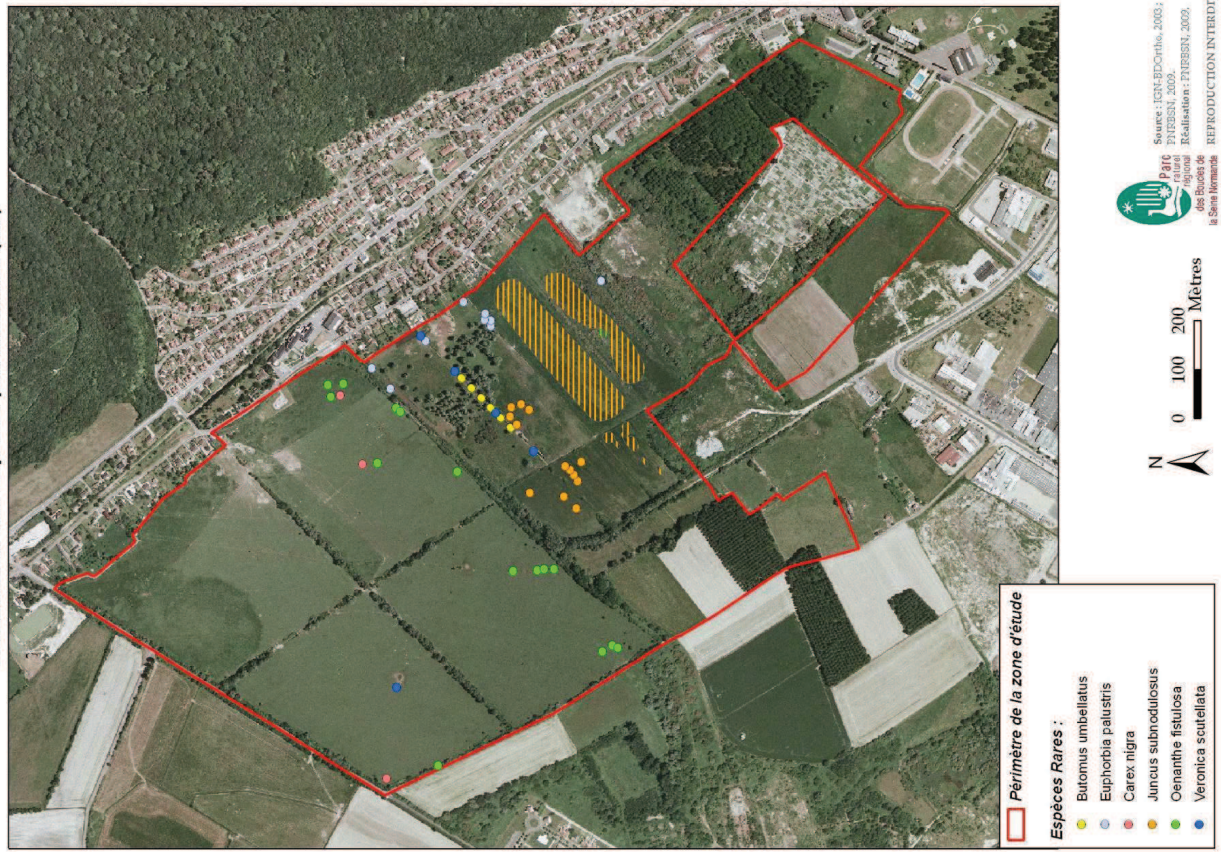 Périmètre de la zone d'étude
Espèces Rares :
Butomus umbellatus
Euphorbia palustris
Carex nigra
Juncus subnodulosus
Oenanthe fistulosa
Veronica scutellata
N
0 100 200
Mètres
Parc
naturel
régional
des Boucles de
la Seine Normande
Source : IGN-BDOrtho, 2003;
PNRBSN, 2009.
Réalisation : PNRBSN, 2009.
REPRODUCTION INTERDI